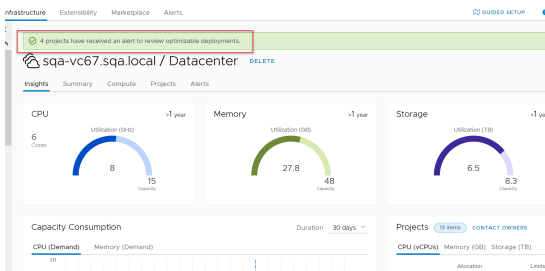 Infrastructure Extensibility Marketplace Alerts GUIDED SETUP
4 projects have received an alert to review optimizable deployments.
sqa-vc67.sqa.local / Datacenter DELETE
Insights Summary Compute Projects Alerts
CPU >1 year Memory >1 year Storage >1 ye
Utilization (GHz) Utilization (GB) Utilization (TB)
6
Cores
8 27.8 6.5
15 48 8.3
Capacity Capacity Capacity
Capacity Consumption Duration 30 days Projects 13 items CONTACT OWNERS
CPU (Demand) Memory (Demand) CPU (vCPUs) Memory (GB) Storage (TB)
20
Allocation Limits